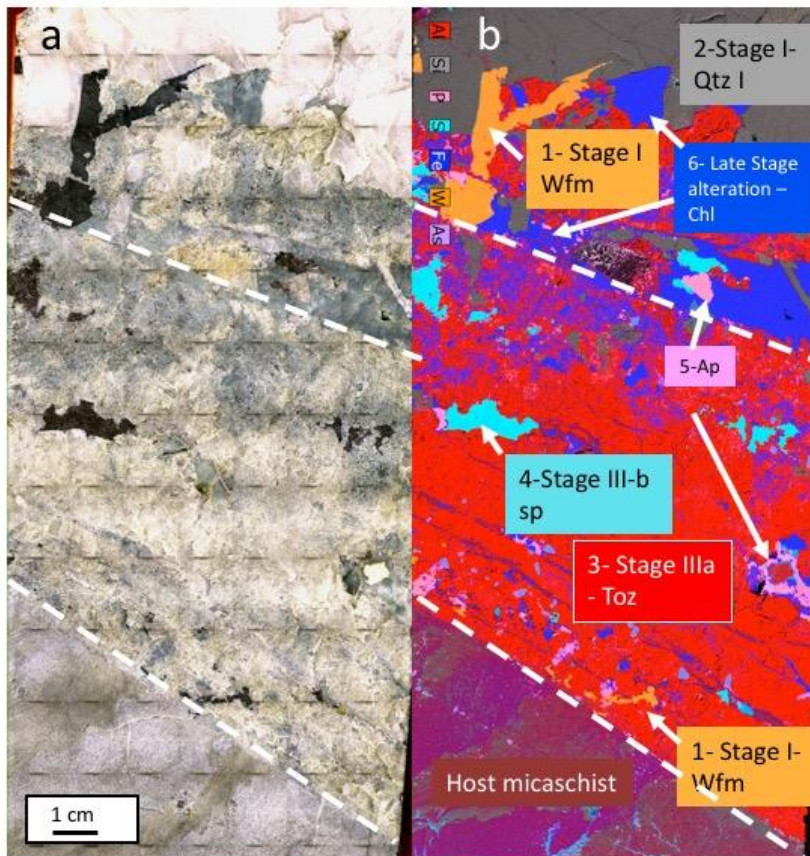 a
b
Al
Si
P
S
Fe
W
As
2-Stage I-
Qtz I
1- Stage I
Wfm
6- Late Stage
alteration –
Chl
5-Ap
4-Stage III-b
sp
3- Stage IIIa
- Toz
1- Stage I-
Wfm
Host micaschist
1 cm